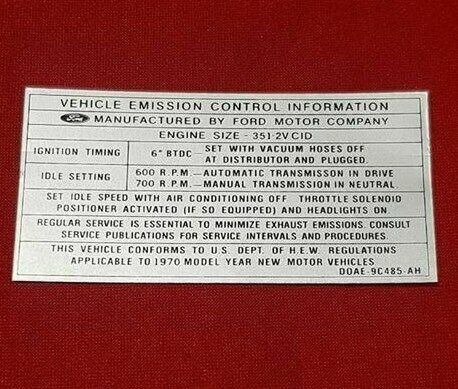 VEHICLE EMISSION CONTROL INFORMATION
Ford MANUFACTURED BY FORD MOTOR COMPANY
ENGINE SIZE - 351-2V CID
IGNITION TIMING 6° BTDC SET WITH VACUUM HOSES OFF
AT DISTRIBUTOR AND PLUGGED.
IDLE SETTING 600 R.P.M.—AUTOMATIC TRANSMISSON IN DRIVE
700 R.P.M.—MANUAL TRANSMISSION IN NEUTRAL
SET IDLE SPEED WITH AIR CONDITIONING OFF THROTTLE SOLENOID
POSITIONER ACTIVATED (IF SO EQUIPPED) AND HEADLIGHTS ON.
REGULAR SERVICE IS ESSENTIAL TO MINIMIZE EXHAUST EMISSIONS. CONSULT
SERVICE PUBLICATIONS FOR SERVICE INTERVALS AND PROCEDURES.
THIS VEHICLE CONFORMS TO U.S. DEPT. OF H.E.W. REGULATIONS
APPLICABLE TO 1970 MODEL YEAR NEW MOTOR VEHICLES
DOAE-9C485-AH